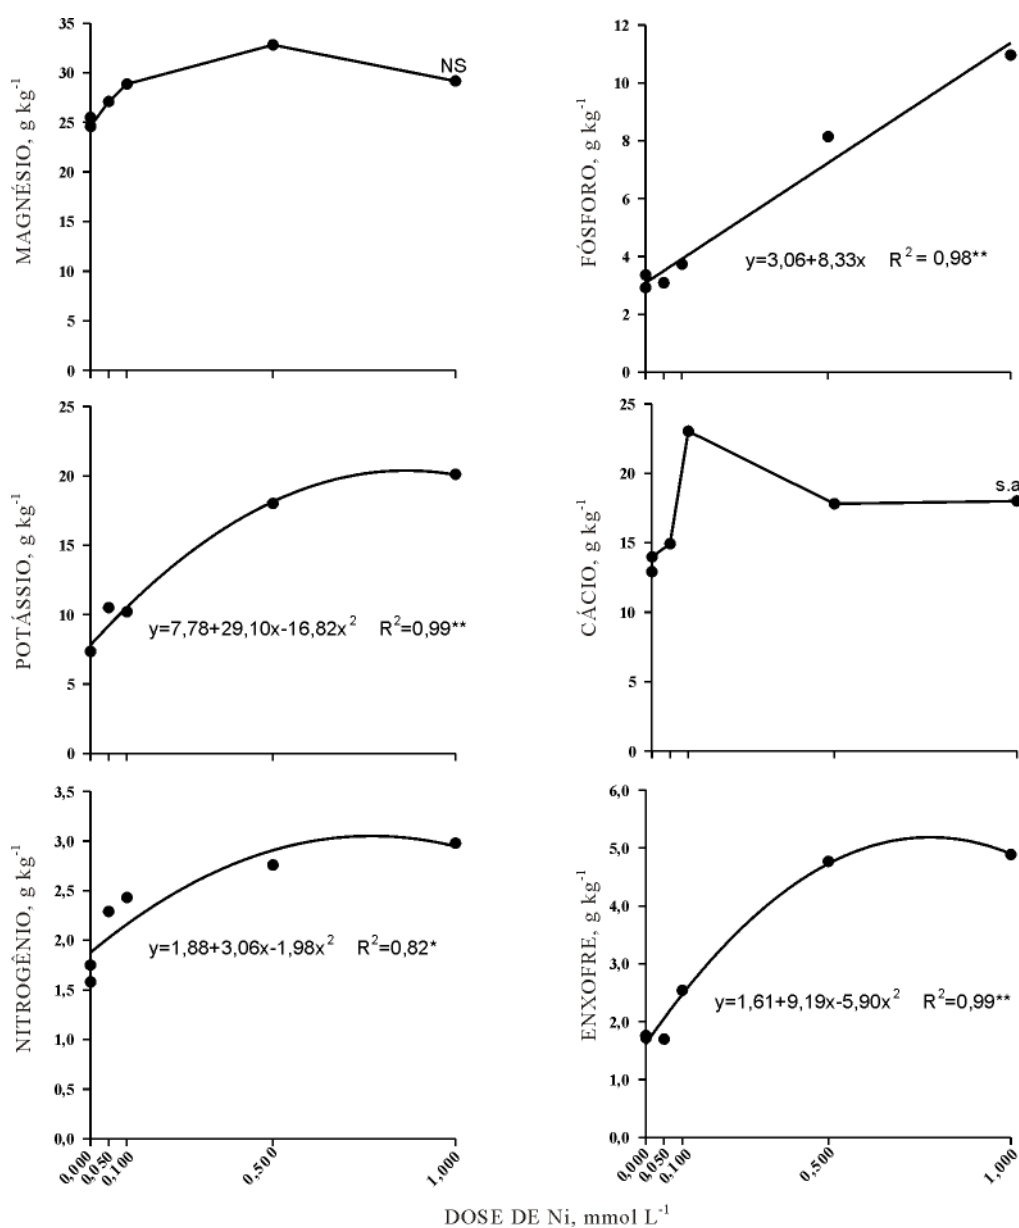 MAGNÉSIO, g kg⁻¹
35
30
25
20
15
10
5
0
NS
FÓSFORO, g kg⁻¹
12
10
8
6
4
2
0
y=3,06+8,33x R² = 0,98**
POTÁSSIO, g kg⁻¹
25
20
15
10
5
0
y=7,78+29,10x-16,82x² R²=0,99**
CÁCIO, g kg⁻¹
25
20
15
10
5
0
s.a
NITROGÊNIO, g kg⁻¹
3,5
3,0
2,5
2,0
1,5
1,0
0,5
0,0
y=1,88+3,06x-1,98x² R²=0,82*
0,000 0,050 0,100 0,500 1,000
ENXOFRE, g kg⁻¹
6,0
5,0
4,0
3,0
2,0
1,0
0,0
y=1,61+9,19x-5,90x² R²=0,99**
0,000 0,050 0,100 0,500 1,000
DOSE DE Ni, mmol L⁻¹